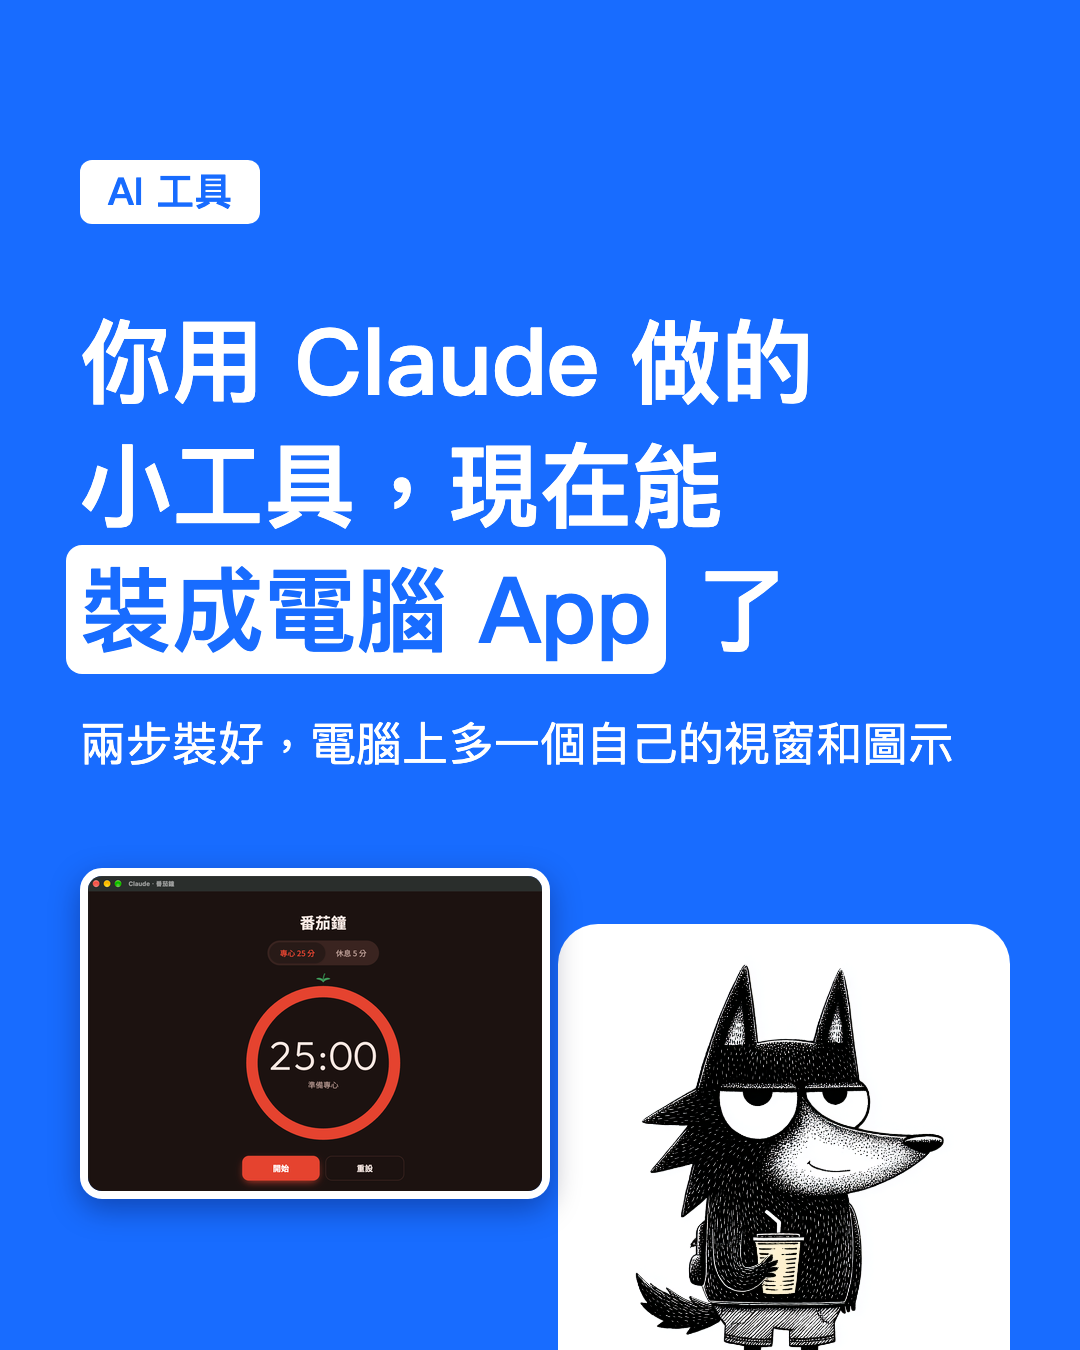 AI 工具
你用 Claude 做的
小工具，現在能
裝成電腦 App 了
兩步裝好，電腦上多一個自己的視窗和圖示
Claude · 番茄鐘
番茄鐘
專心 25 分
休息 5 分
25:00
準備專心
開始
重設